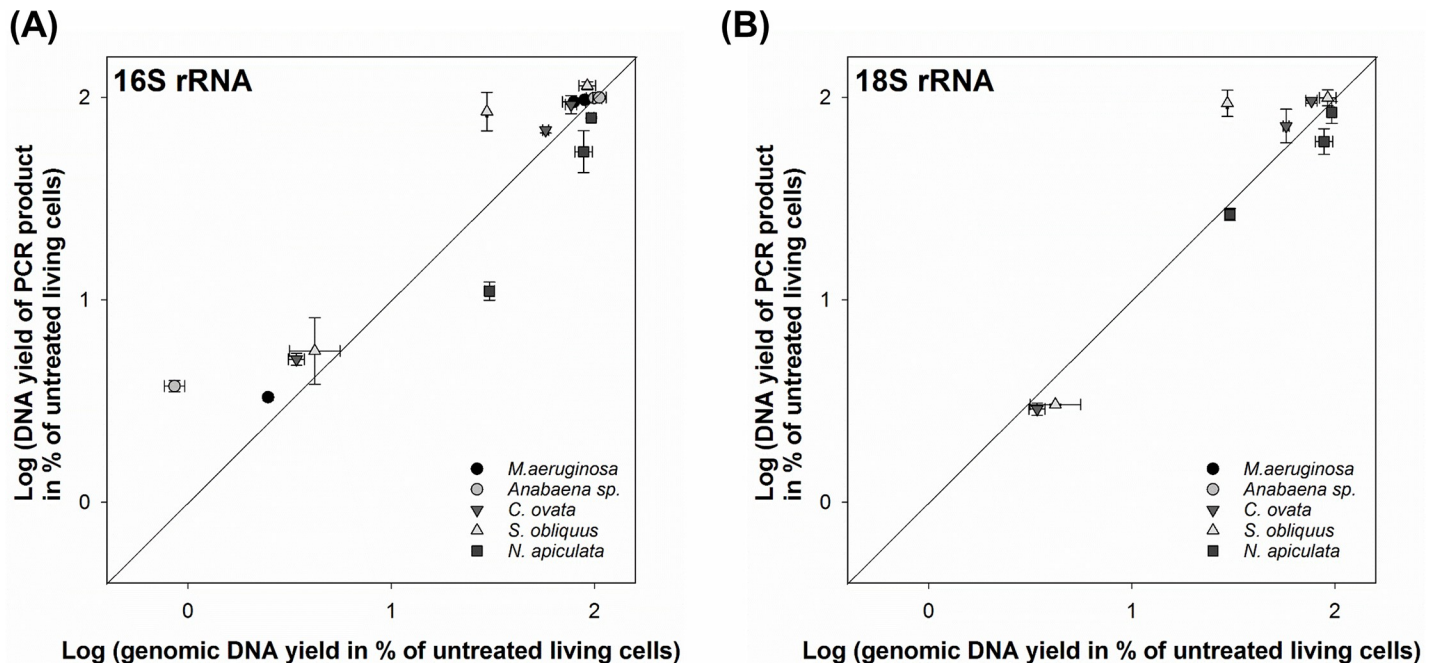 (A)
16S rRNA
Log (DNA yield of PCR product
in % of untreated living cells)
2
1
0
M.aeruginosa
Anabaena sp.
C. ovata
S. obliquus
N. apiculata
0 1 2
Log (genomic DNA yield in % of untreated living cells)
(B)
18S rRNA
Log (DNA yield of PCR product
in % of untreated living cells)
2
1
0
M.aeruginosa
Anabaena sp.
C. ovata
S. obliquus
N. apiculata
0 1 2
Log (genomic DNA yield in % of untreated living cells)